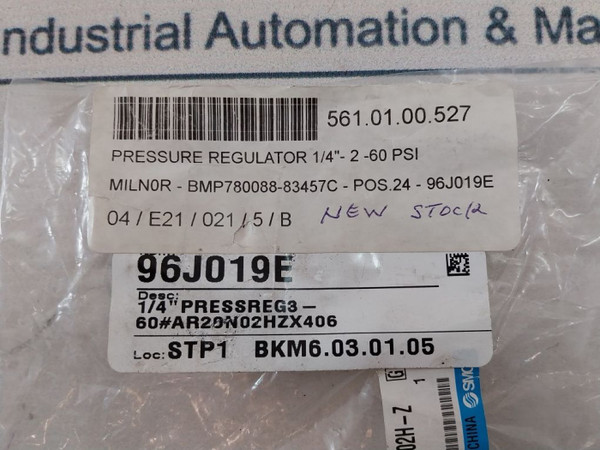 ndustrial Automation & Ma
561.01.00.527
PRESSURE REGULATOR 1/4"- 2 -60 PSI
MILN0R - BMP780088-83457C - POS.24 - 96J019E
04 / E21 / 021 / 5 / B NEW STOCK
96J019E
Desc:
1/4" PRESSREG3-
60#AR20N02HZX406
Loc: STP1 BKM6.03.01.05
02H-Z
1
CHINA
SMC